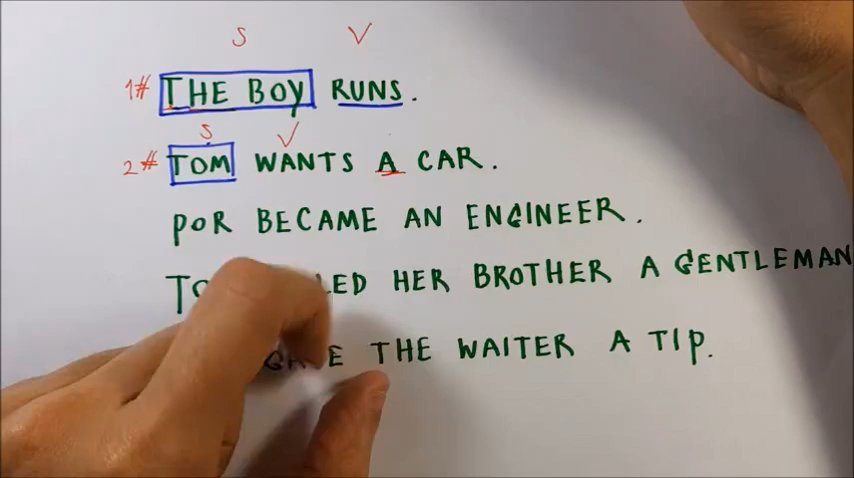 S V
1# THE BOY RUNS.
S V
2# TOM WANTS A CAR.
POR BECAME AN ENGINEER.
HER BROTHER A GENTLEMAN
THE WAITER A TIP.